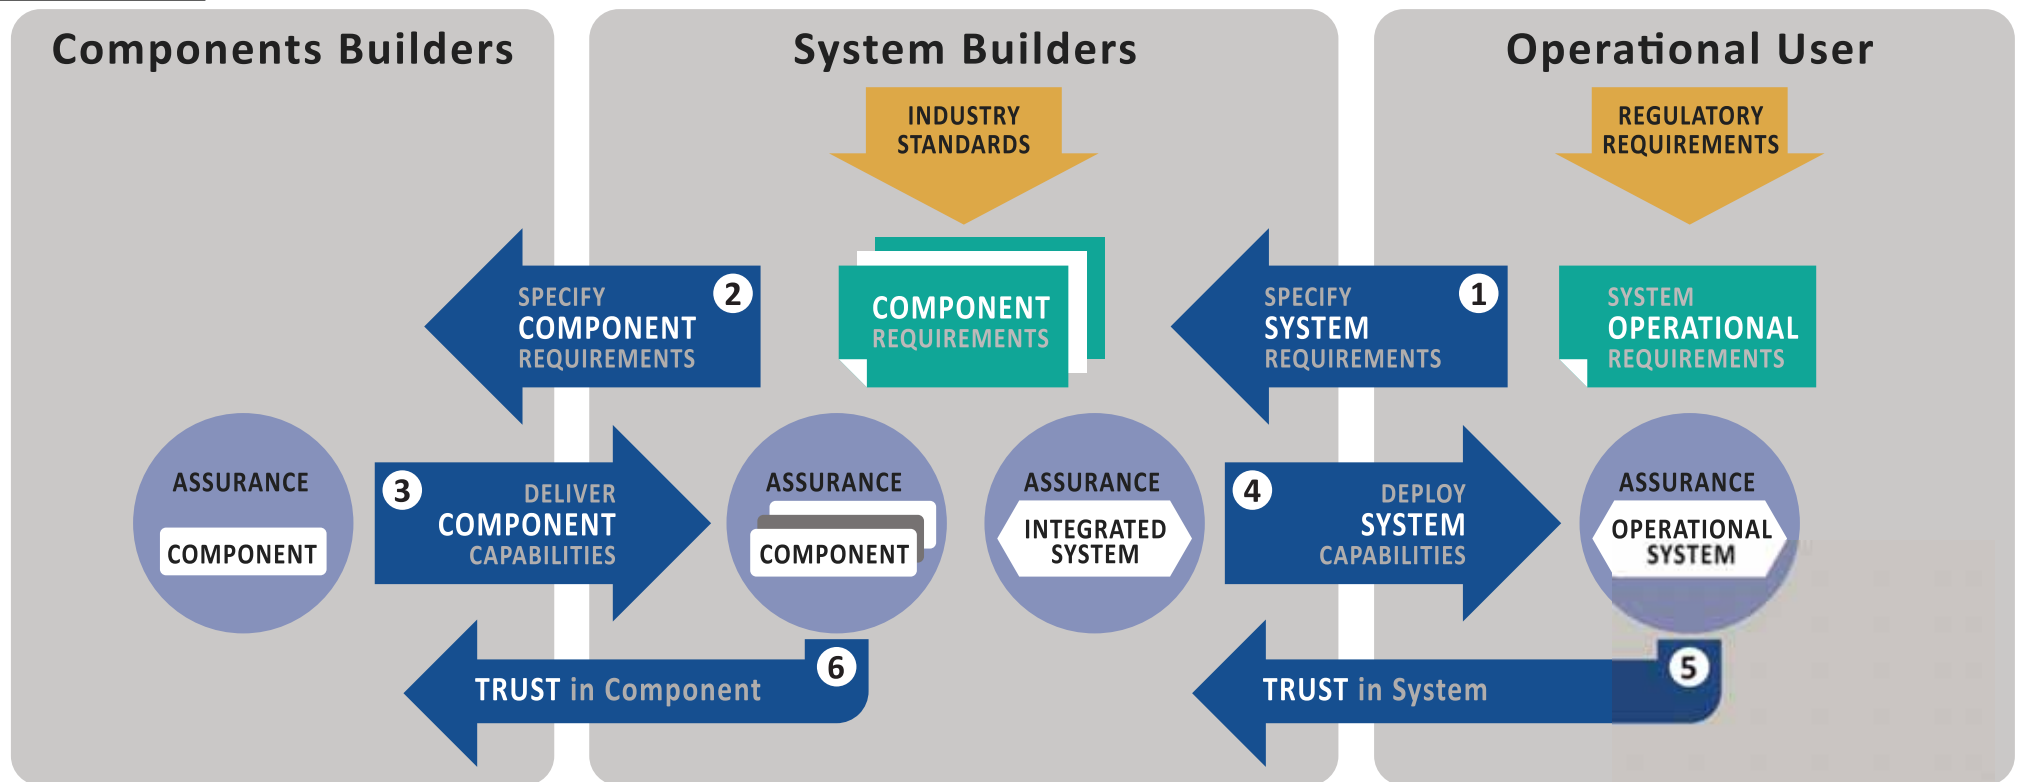 Components Builders
System Builders
Operational User
INDUSTRY
STANDARDS
REGULATORY
REQUIREMENTS
SPECIFY
COMPONENT
REQUIREMENTS
2
COMPONENT
REQUIREMENTS
SPECIFY
SYSTEM
REQUIREMENTS
1
SYSTEM
OPERATIONAL
REQUIREMENTS
ASSURANCE
COMPONENT
3
DELIVER
COMPONENT
CAPABILITIES
ASSURANCE
COMPONENT
ASSURANCE
INTEGRATED
SYSTEM
4
DEPLOY
SYSTEM
CAPABILITIES
ASSURANCE
OPERATIONAL
SYSTEM
TRUST in Component
6
TRUST in System
5